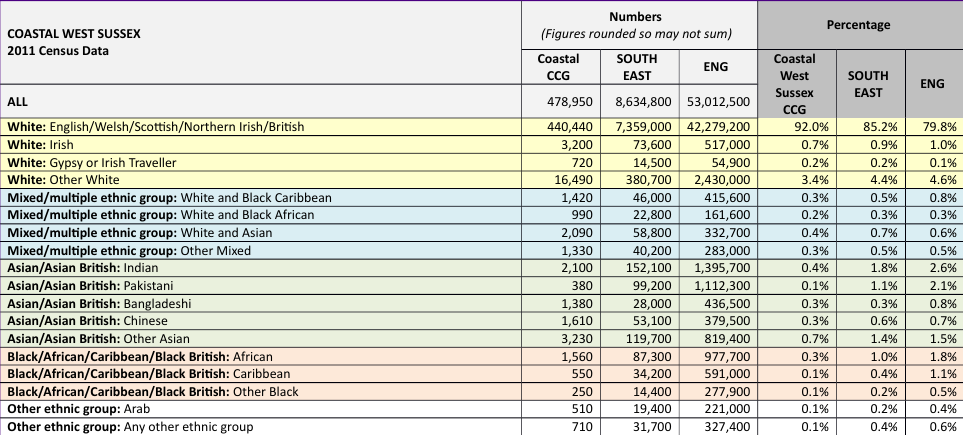 COASTAL WEST SUSSEX
2011 Census Data
Numbers
(Figures rounded so may not sum)
Percentage
Coastal CCG SOUTH EAST ENG
Coastal West Sussex CCG SOUTH EAST ENG
ALL 478,950 8,634,800 53,012,500
White: English/Welsh/Scottish/Northern Irish/British 440,440 7,359,000 42,279,200 92.0% 85.2% 79.8%
White: Irish 3,200 73,600 517,000 0.7% 0.9% 1.0%
White: Gypsy or Irish Traveller 720 14,500 54,900 0.2% 0.2% 0.1%
White: Other White 16,490 380,700 2,430,000 3.4% 4.4% 4.6%
Mixed/multiple ethnic group: White and Black Caribbean 1,420 46,000 415,600 0.3% 0.5% 0.8%
Mixed/multiple ethnic group: White and Black African 990 22,800 161,600 0.2% 0.3% 0.3%
Mixed/multiple ethnic group: White and Asian 2,090 58,800 332,700 0.4% 0.7% 0.6%
Mixed/multiple ethnic group: Other Mixed 1,330 40,200 283,000 0.3% 0.5% 0.5%
Asian/Asian British: Indian 2,100 152,100 1,395,700 0.4% 1.8% 2.6%
Asian/Asian British: Pakistani 380 99,200 1,112,300 0.1% 1.1% 2.1%
Asian/Asian British: Bangladeshi 1,380 28,000 436,500 0.3% 0.3% 0.8%
Asian/Asian British: Chinese 1,610 53,100 379,500 0.3% 0.6% 0.7%
Asian/Asian British: Other Asian 3,230 119,700 819,400 0.7% 1.4% 1.5%
Black/African/Caribbean/Black British: African 1,560 87,300 977,700 0.3% 1.0% 1.8%
Black/African/Caribbean/Black British: Caribbean 550 34,200 591,000 0.1% 0.4% 1.1%
Black/African/Caribbean/Black British: Other Black 250 14,400 277,900 0.1% 0.2% 0.5%
Other ethnic group: Arab 510 19,400 221,000 0.1% 0.2% 0.4%
Other ethnic group: Any other ethnic group 710 31,700 327,400 0.1% 0.4% 0.6%